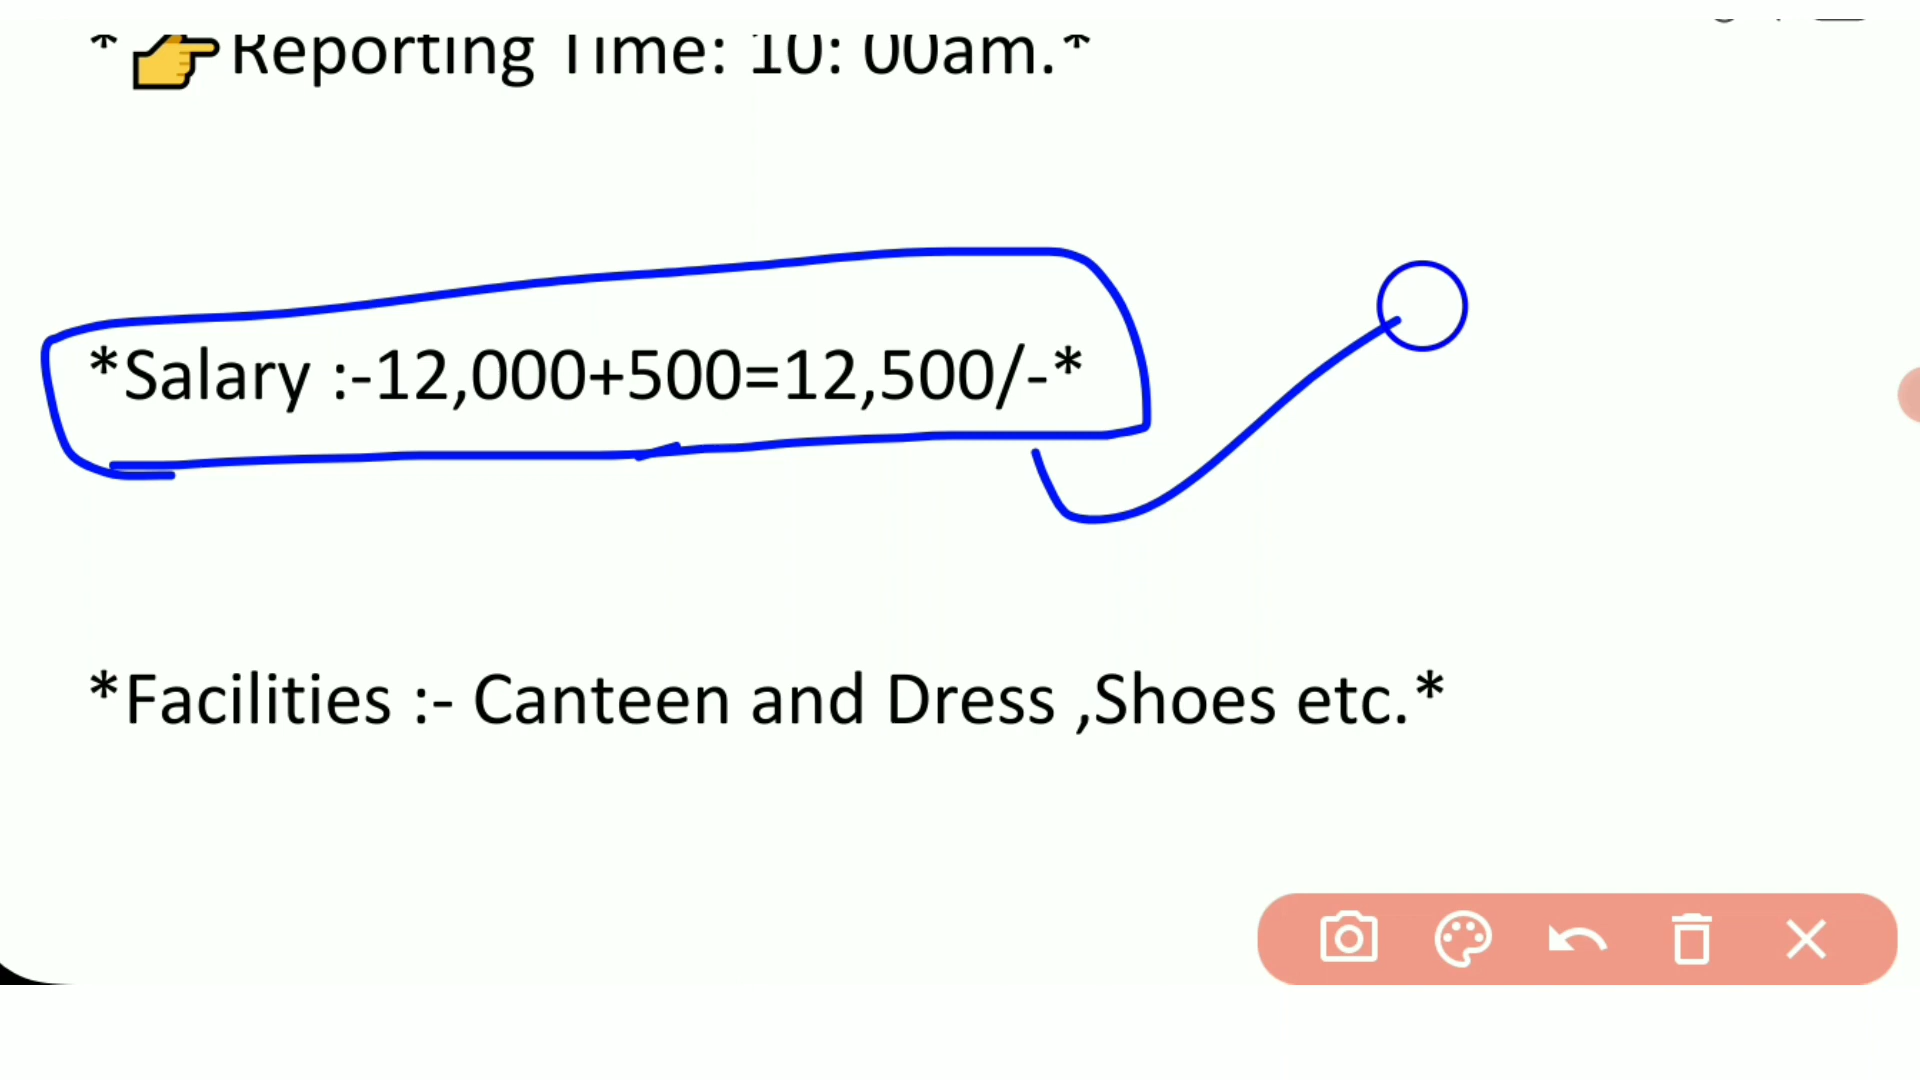 *👉Reporting Time: 10: 00am.*
*Salary :-12,000+500=12,500/-*
*Facilities :- Canteen and Dress ,Shoes etc.*